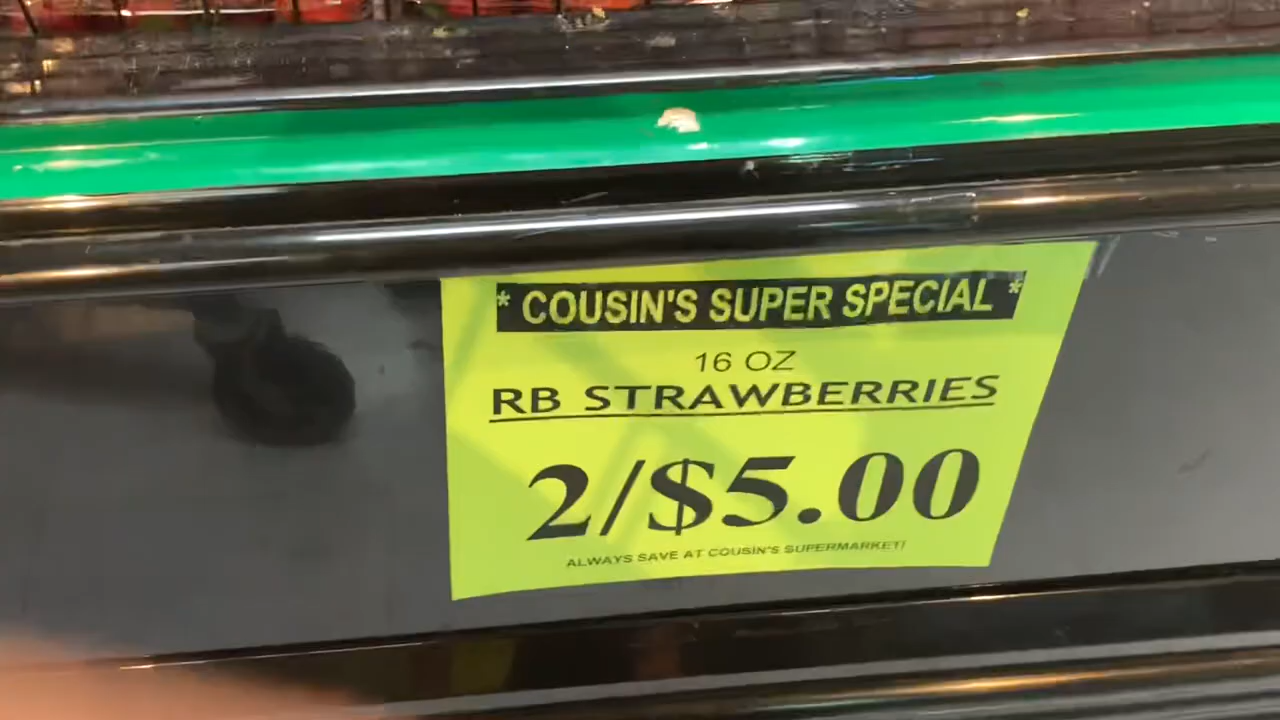 * COUSIN'S SUPER SPECIAL *
16 OZ
RB STRAWBERRIES
2/$5.00
ALWAYS SAVE AT COUSIN'S SUPERMARKET!